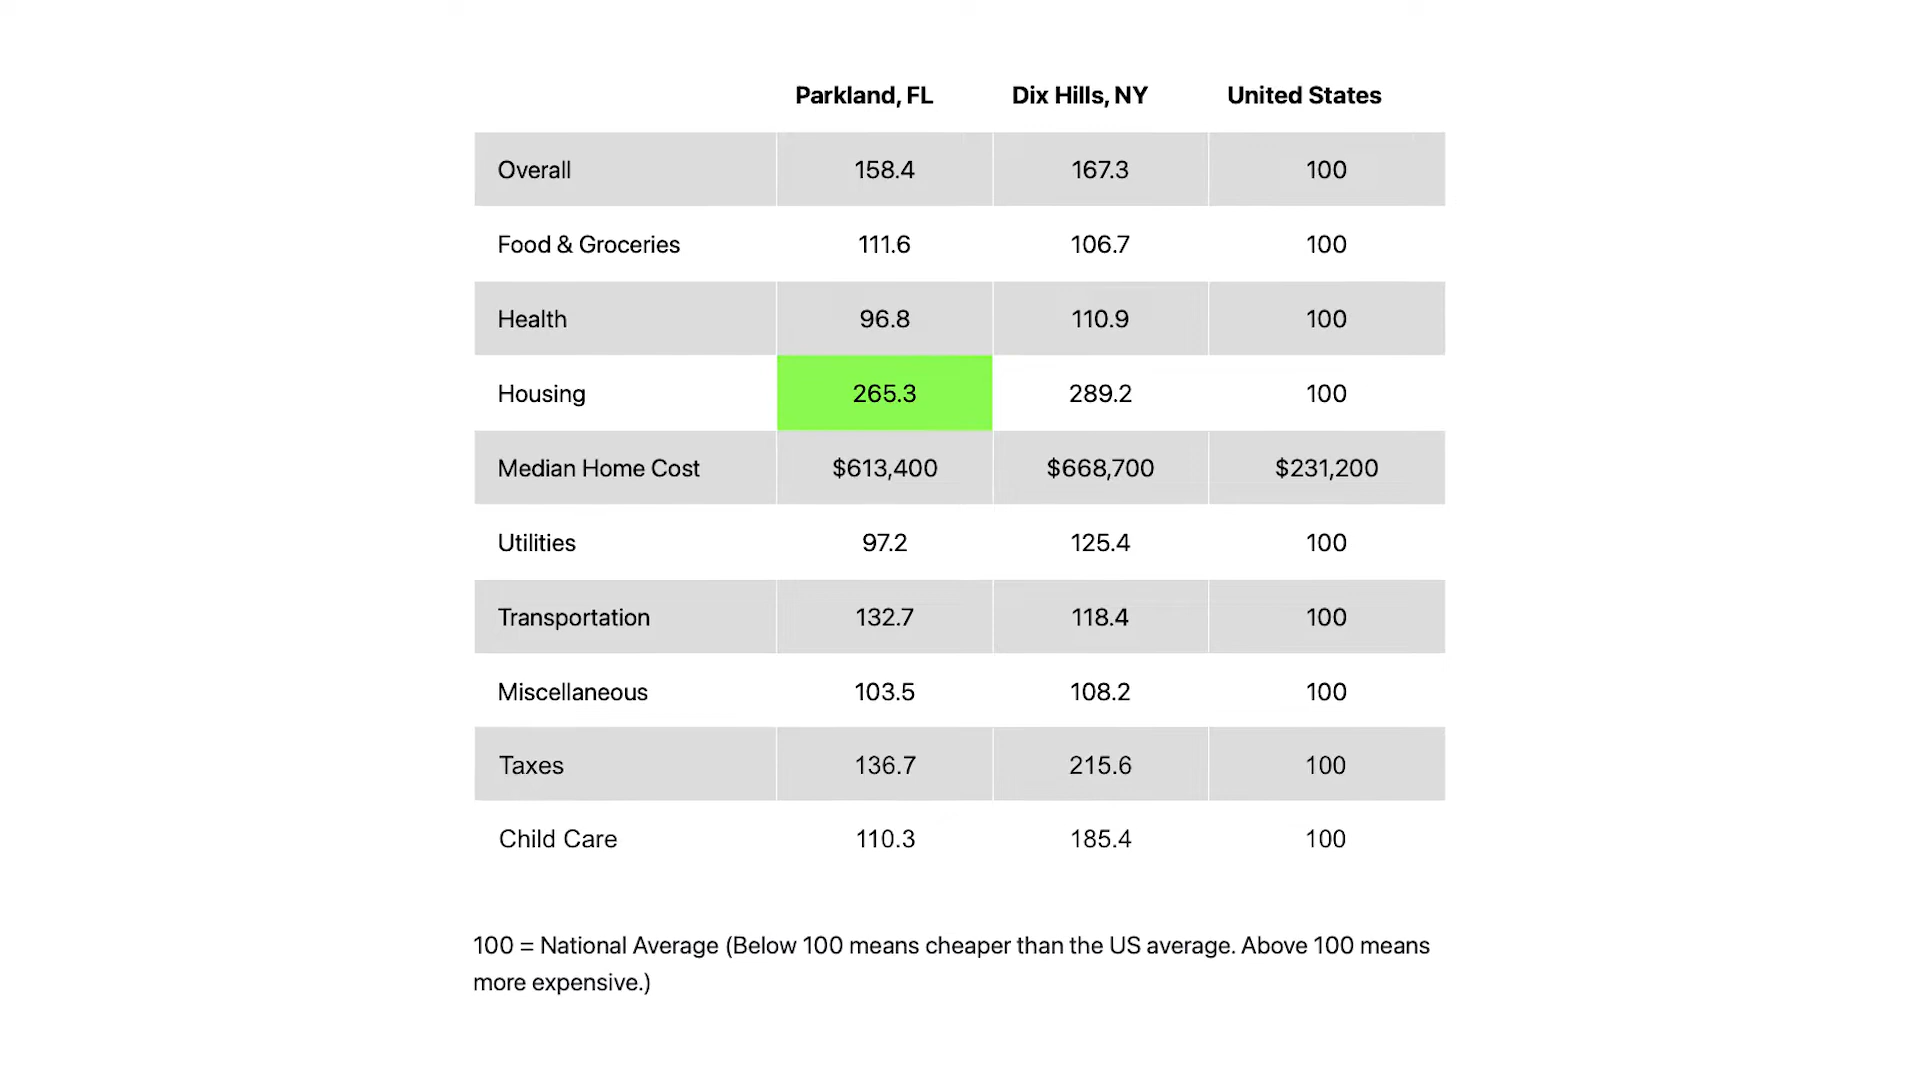 Parkland, FL Dix Hills, NY United States
Overall 158.4 167.3 100
Food & Groceries 111.6 106.7 100
Health 96.8 110.9 100
Housing 265.3 289.2 100
Median Home Cost $613,400 $668,700 $231,200
Utilities 97.2 125.4 100
Transportation 132.7 118.4 100
Miscellaneous 103.5 108.2 100
Taxes 136.7 215.6 100
Child Care 110.3 185.4 100
100 = National Average (Below 100 means cheaper than the US average. Above 100 means
more expensive.)